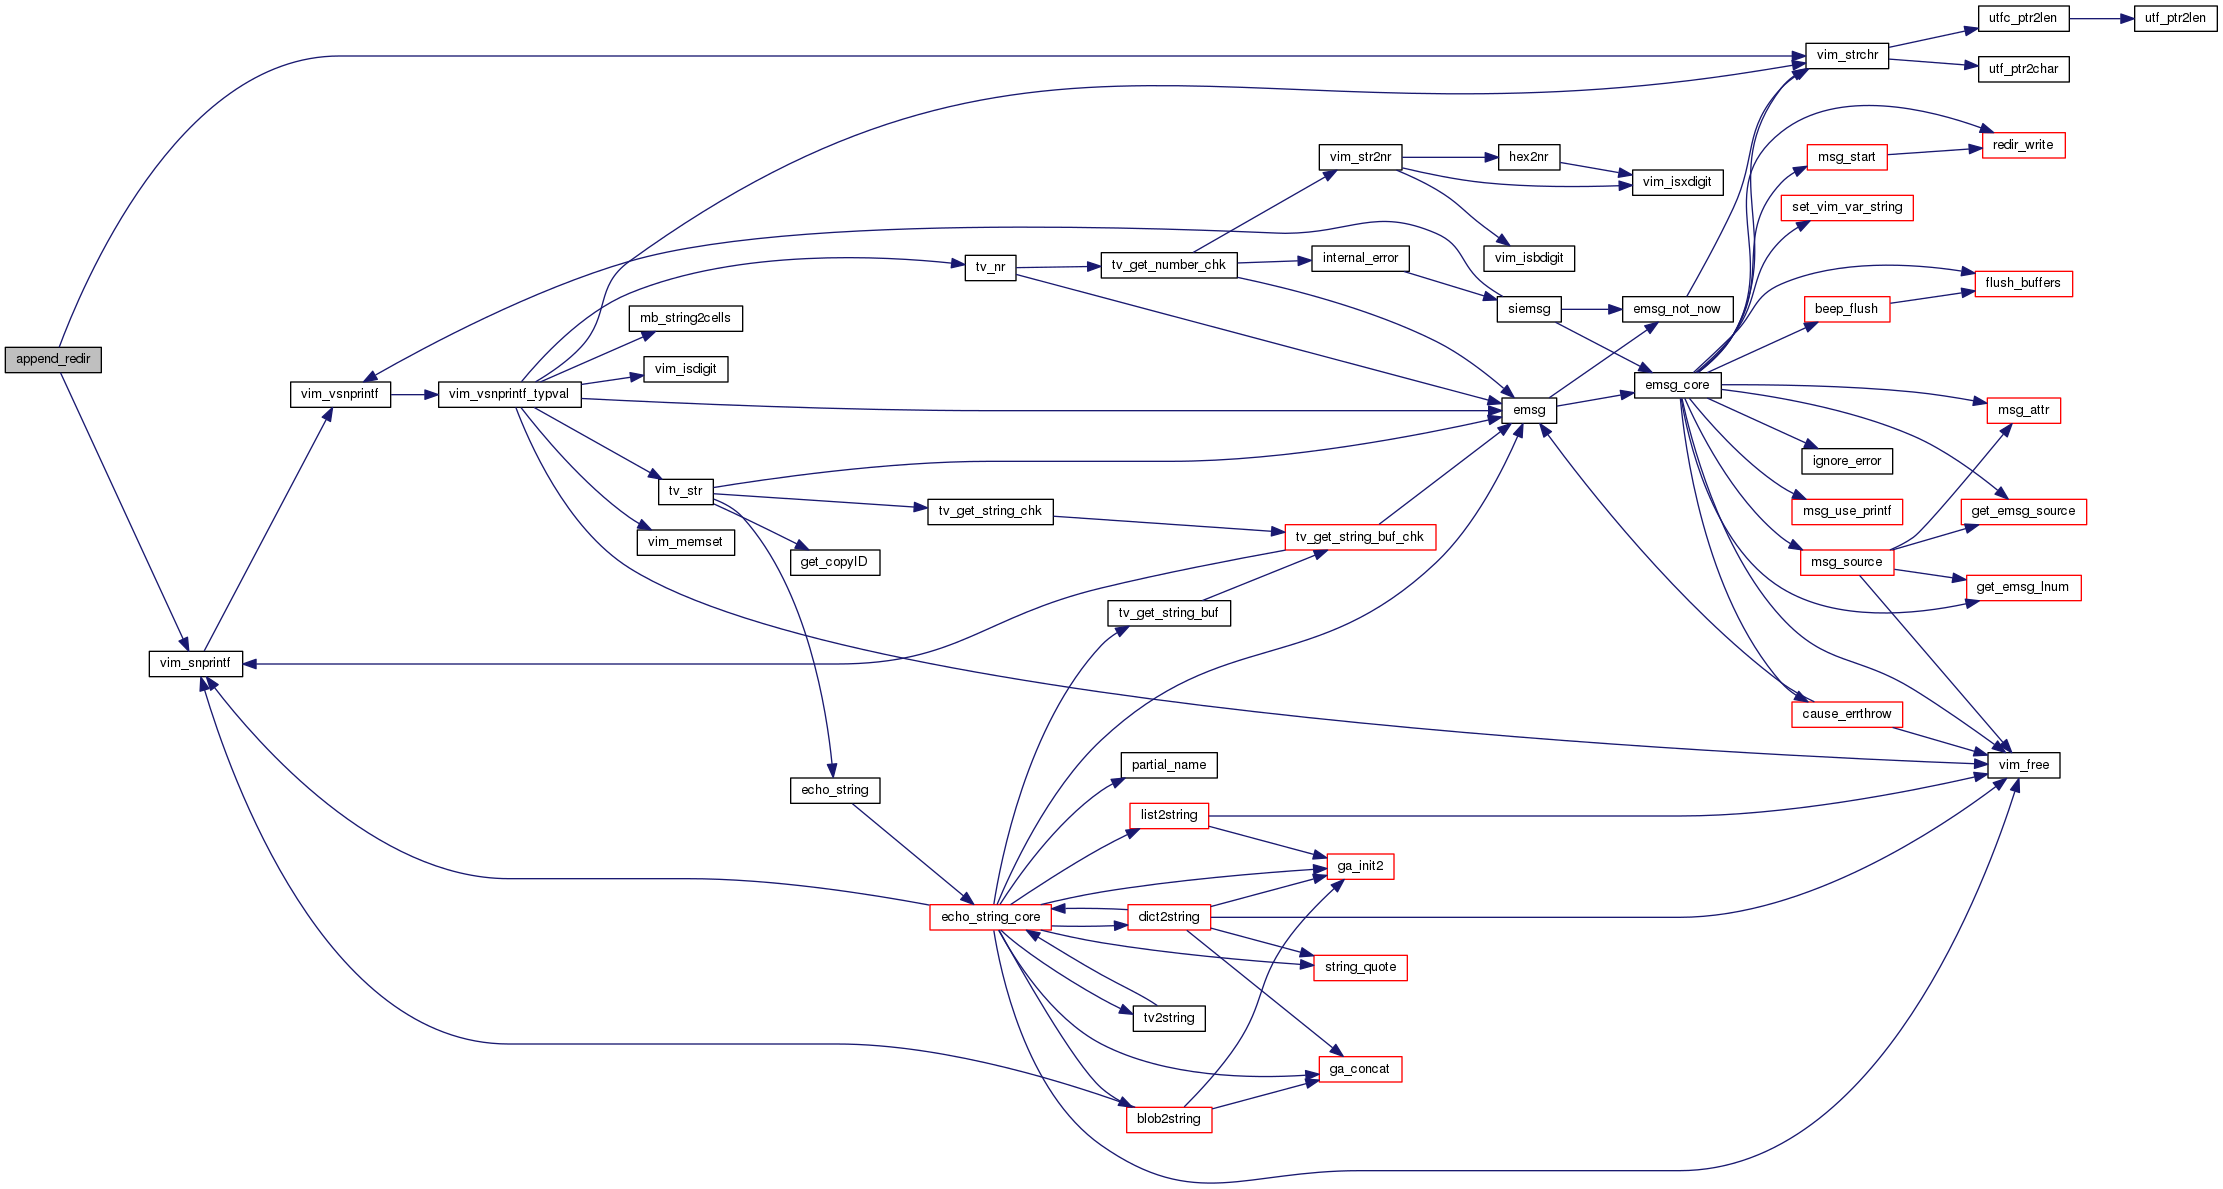 utfc_ptr2len
utf_ptr2len
vim_strchr
utf_ptr2char
redir_write
vim_str2nr
hex2nr
msg_start
vim_isxdigit
set_vim_var_string
vim_isbdigit
internal_error
tv_nr
tv_get_number_chk
flush_buffers
siemsg
emsg_not_now
beep_flush
mb_string2cells
append_redir
vim_isdigit
emsg_core
vim_vsnprintf
vim_vsnprintf_typval
emsg
msg_attr
ignore_error
tv_str
tv_get_string_chk
msg_use_printf
get_emsg_source
vim_memset
tv_get_string_buf_chk
get_copyID
msg_source
get_emsg_lnum
tv_get_string_buf
vim_snprintf
cause_errthrow
partial_name
vim_free
echo_string
list2string
ga_init2
echo_string_core
dict2string
string_quote
tv2string
ga_concat
blob2string